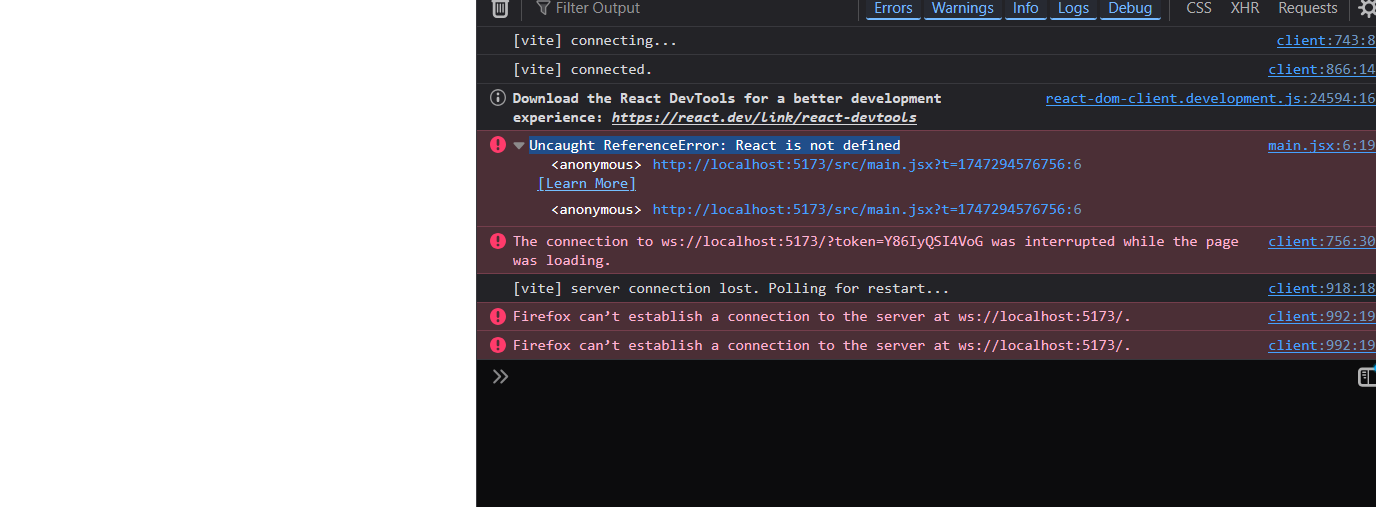 Filter Output Errors Warnings Info Logs Debug CSS XHR Requests
[vite] connecting... client:743:8
[vite] connected. client:866:14
Download the React DevTools for a better development react-dom-client.development.js:24594:16
experience: https://react.dev/link/react-devtools
Uncaught ReferenceError: React is not defined main.jsx:6:19
<anonymous> http://localhost:5173/src/main.jsx?t=1747294576756:6
[Learn More]
<anonymous> http://localhost:5173/src/main.jsx?t=1747294576756:6
The connection to ws://localhost:5173/?token=Y86IyQSI4VoG was interrupted while the page client:756:30
was loading.
[vite] server connection lost. Polling for restart... client:918:18
Firefox can’t establish a connection to the server at ws://localhost:5173/. client:992:19
Firefox can’t establish a connection to the server at ws://localhost:5173/. client:992:19